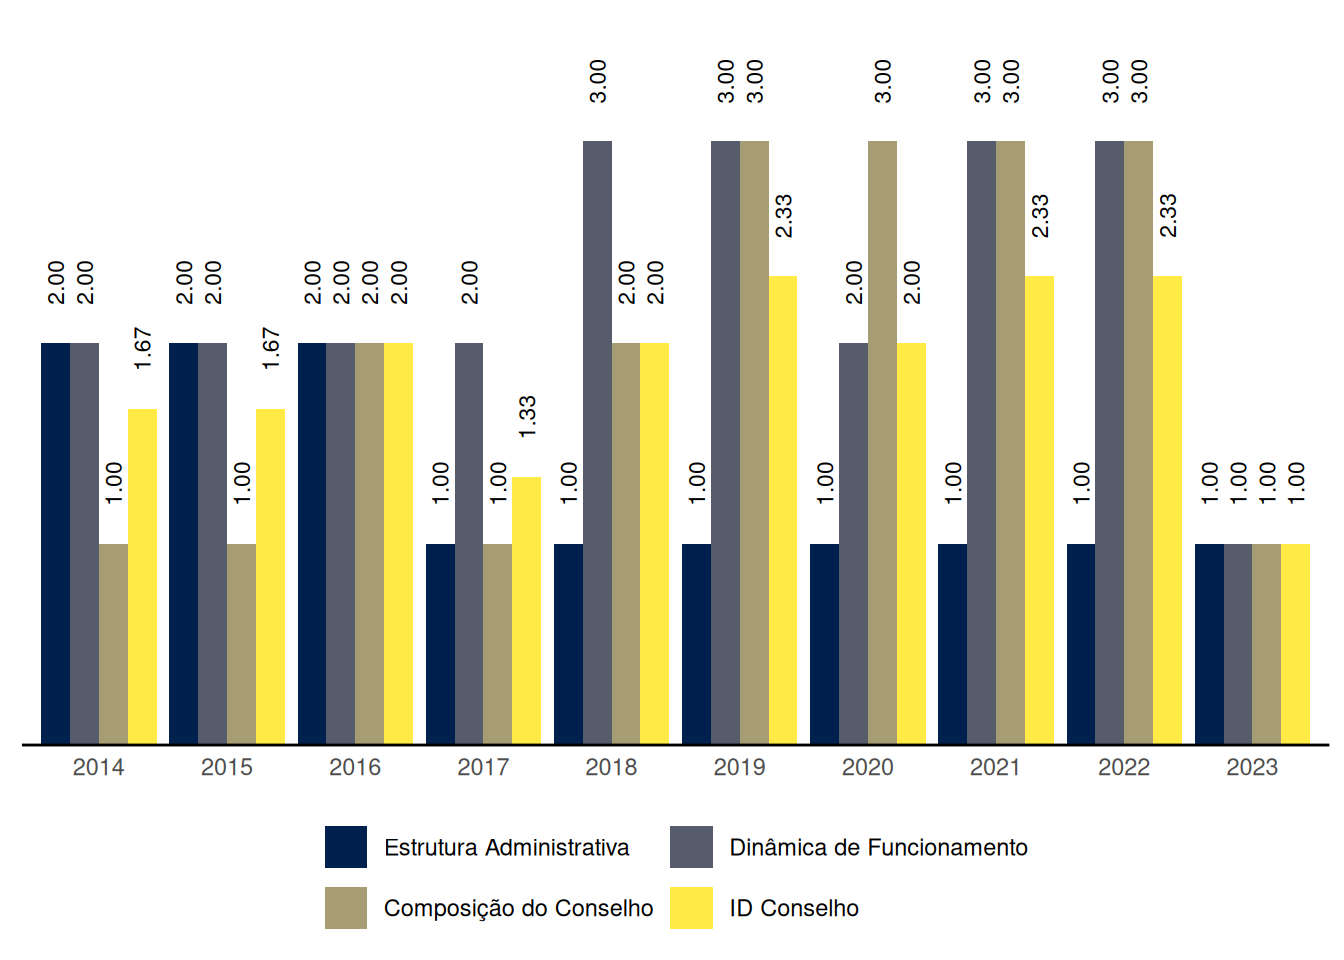 2.00 2.00 1.00 1.67 2.00 2.00 1.00 1.67 2.00 2.00 2.00 2.00 1.00 2.00 1.00 1.33 1.00 3.00 2.00 2.00 1.00 3.00 3.00 2.33 1.00 2.00 3.00 2.00 1.00 3.00 3.00 2.33 1.00 3.00 3.00 2.33 1.00 1.00 1.00 1.00
2014 2015 2016 2017 2018 2019 2020 2021 2022 2023
Estrutura Administrativa Dinâmica de Funcionamento
Composição do Conselho ID Conselho